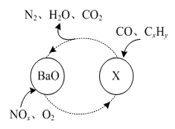 N₂、H₂O、CO₂
CO、CₓHᵧ
BaO
X
NOₓ、O₂